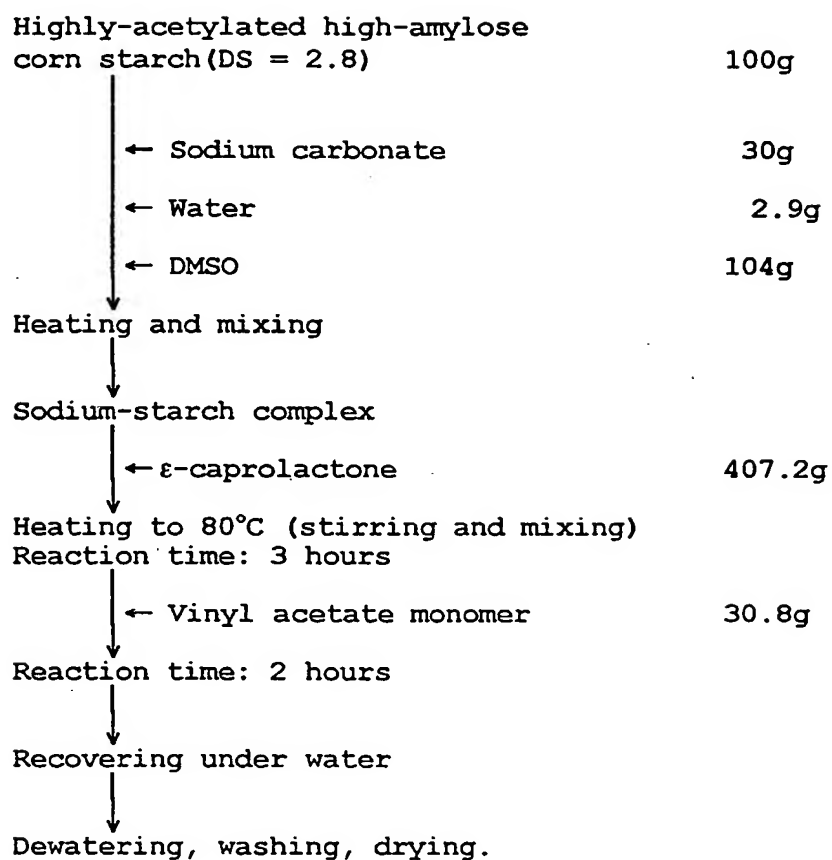 Highly-acetylated high-amylose
corn starch(DS = 2.8) 100g
← Sodium carbonate 30g
← Water 2.9g
← DMSO 104g
Heating and mixing
Sodium-starch complex
←ε-caprolactone 407.2g
Heating to 80°C (stirring and mixing)
Reaction time: 3 hours
← Vinyl acetate monomer 30.8g
Reaction time: 2 hours
Recovering under water
Dewatering, washing, drying.